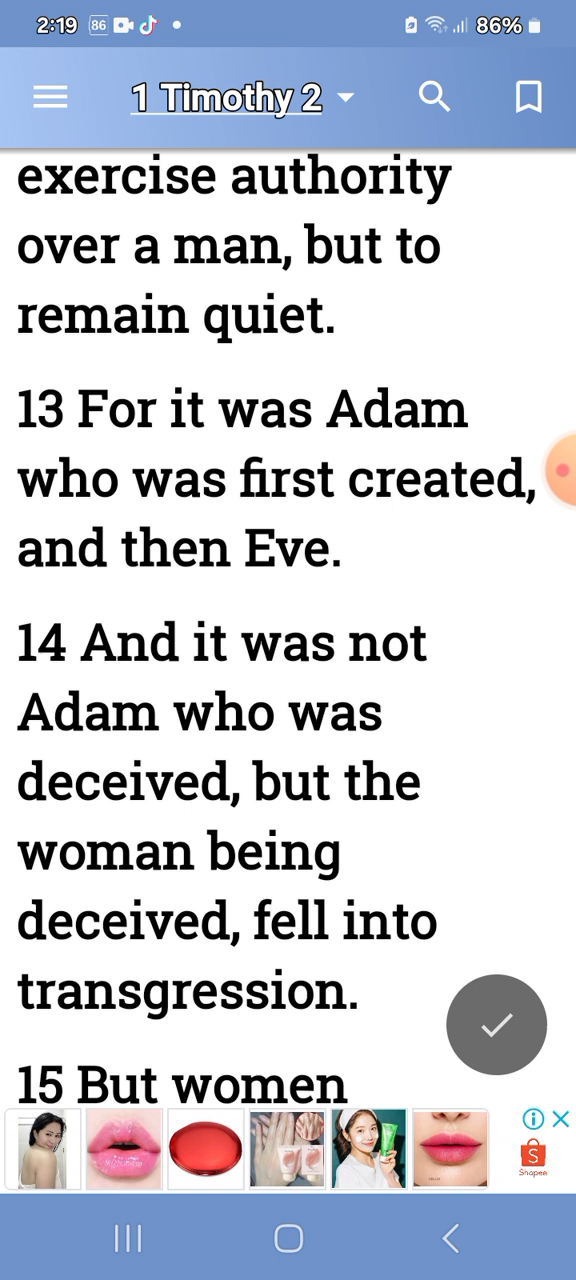 2:19 86 86%
1 Timothy 2
exercise authority
over a man, but to
remain quiet.
13 For it was Adam
who was first created,
and then Eve.
14 And it was not
Adam who was
deceived, but the
woman being
deceived, fell into
transgression.
15 But women
Shopee